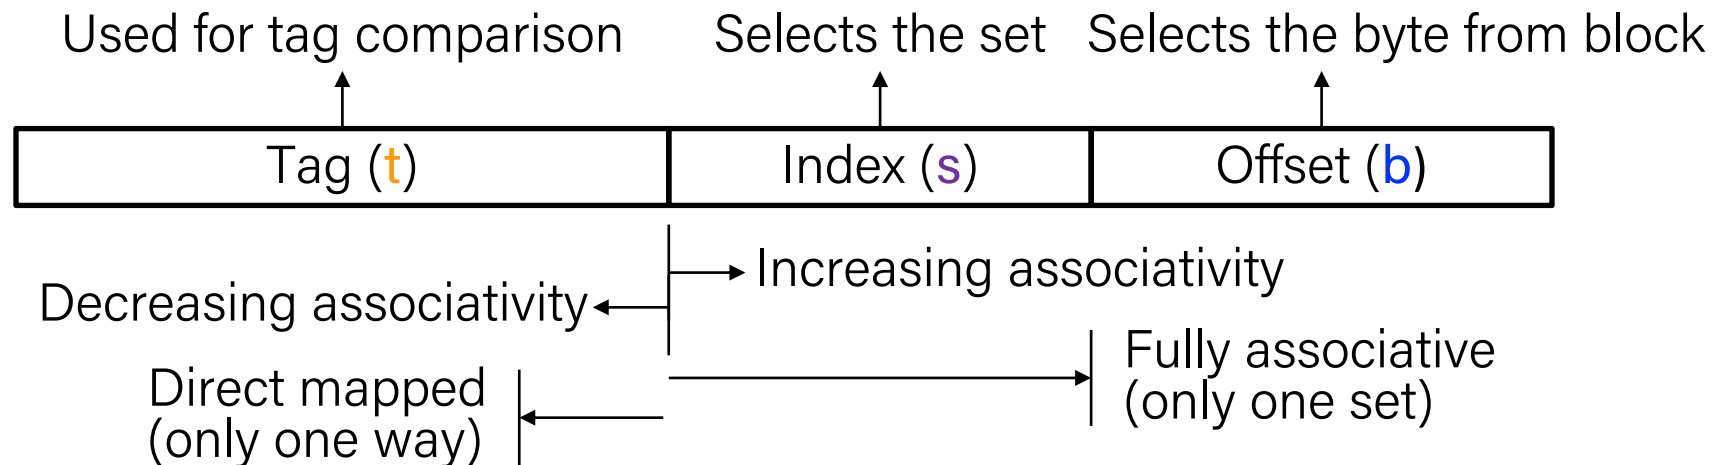 Used for tag comparison
Selects the set
Selects the byte from block
Tag (t)
Index (s)
Offset (b)
Increasing associativity
Decreasing associativity
Fully associative
(only one set)
Direct mapped
(only one way)